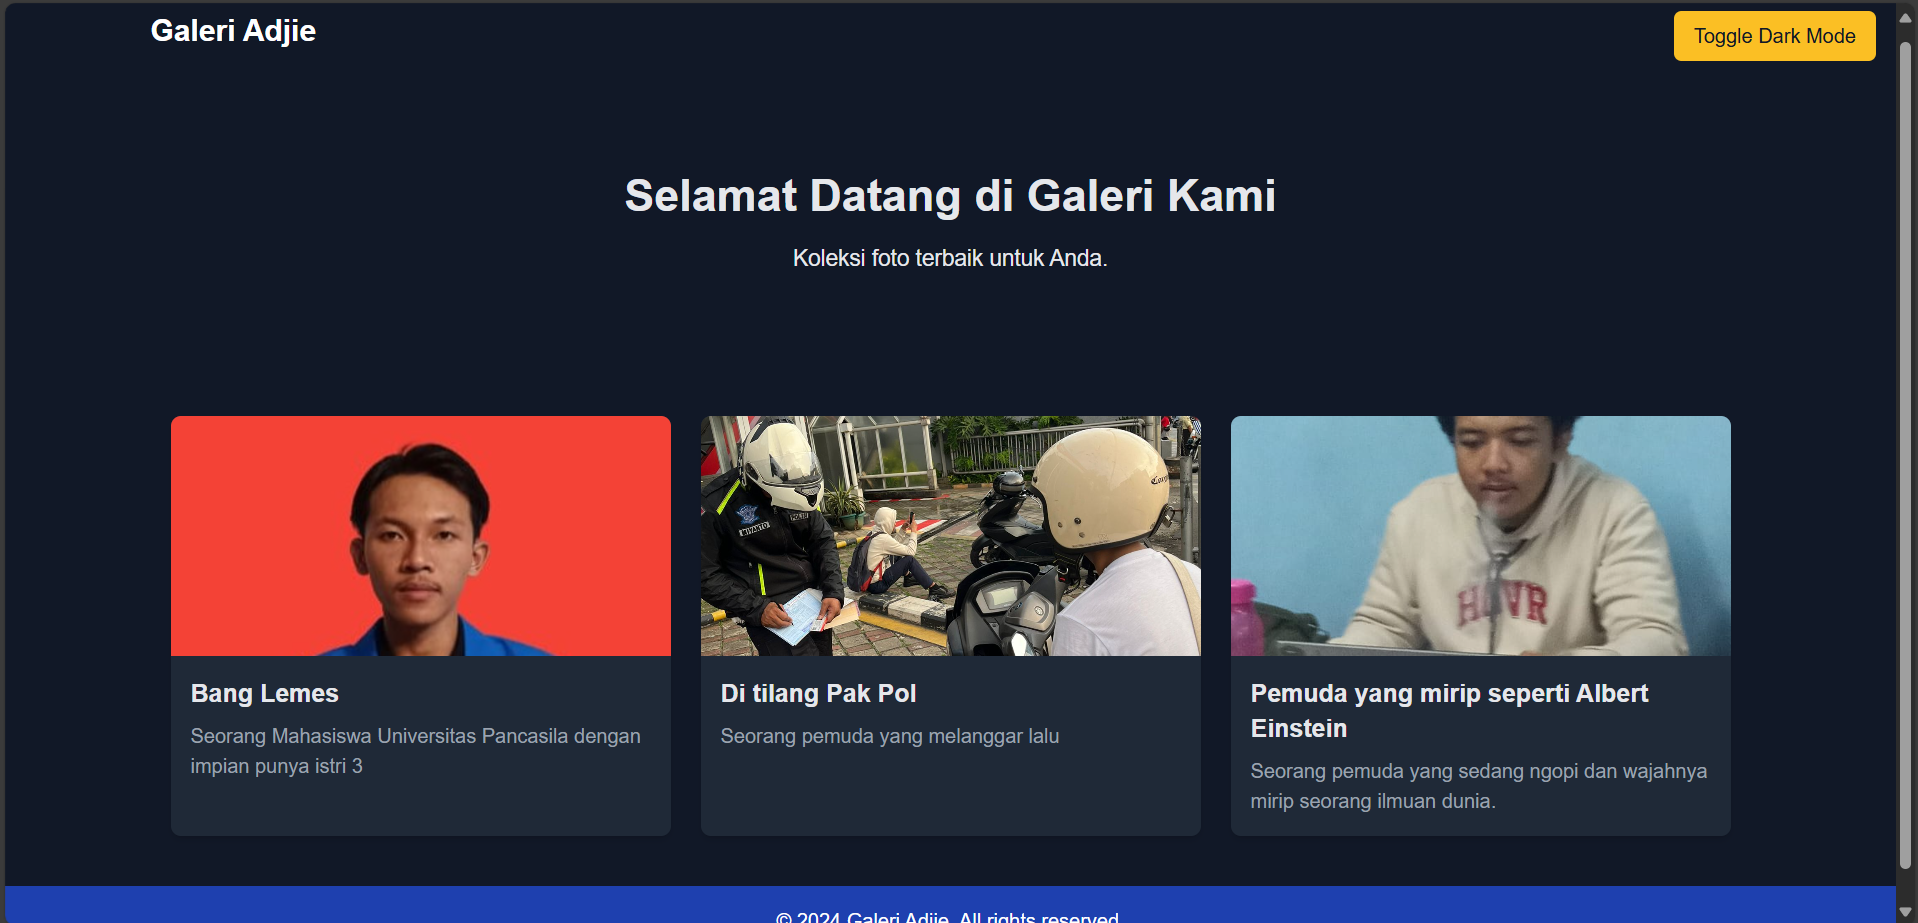 Galeri Adjie
Toggle Dark Mode
Selamat Datang di Galeri Kami
Koleksi foto terbaik untuk Anda.
POLISI
Bang Lemes
Seorang Mahasiswa Universitas Pancasila dengan
impian punya istri 3
Di tilang Pak Pol
Seorang pemuda yang melanggar lalu
Pemuda yang mirip seperti Albert
Einstein
Seorang pemuda yang sedang ngopi dan wajahnya
mirip seorang ilmuan dunia.
© 2024 Galeri Adjie. All rights reserved.